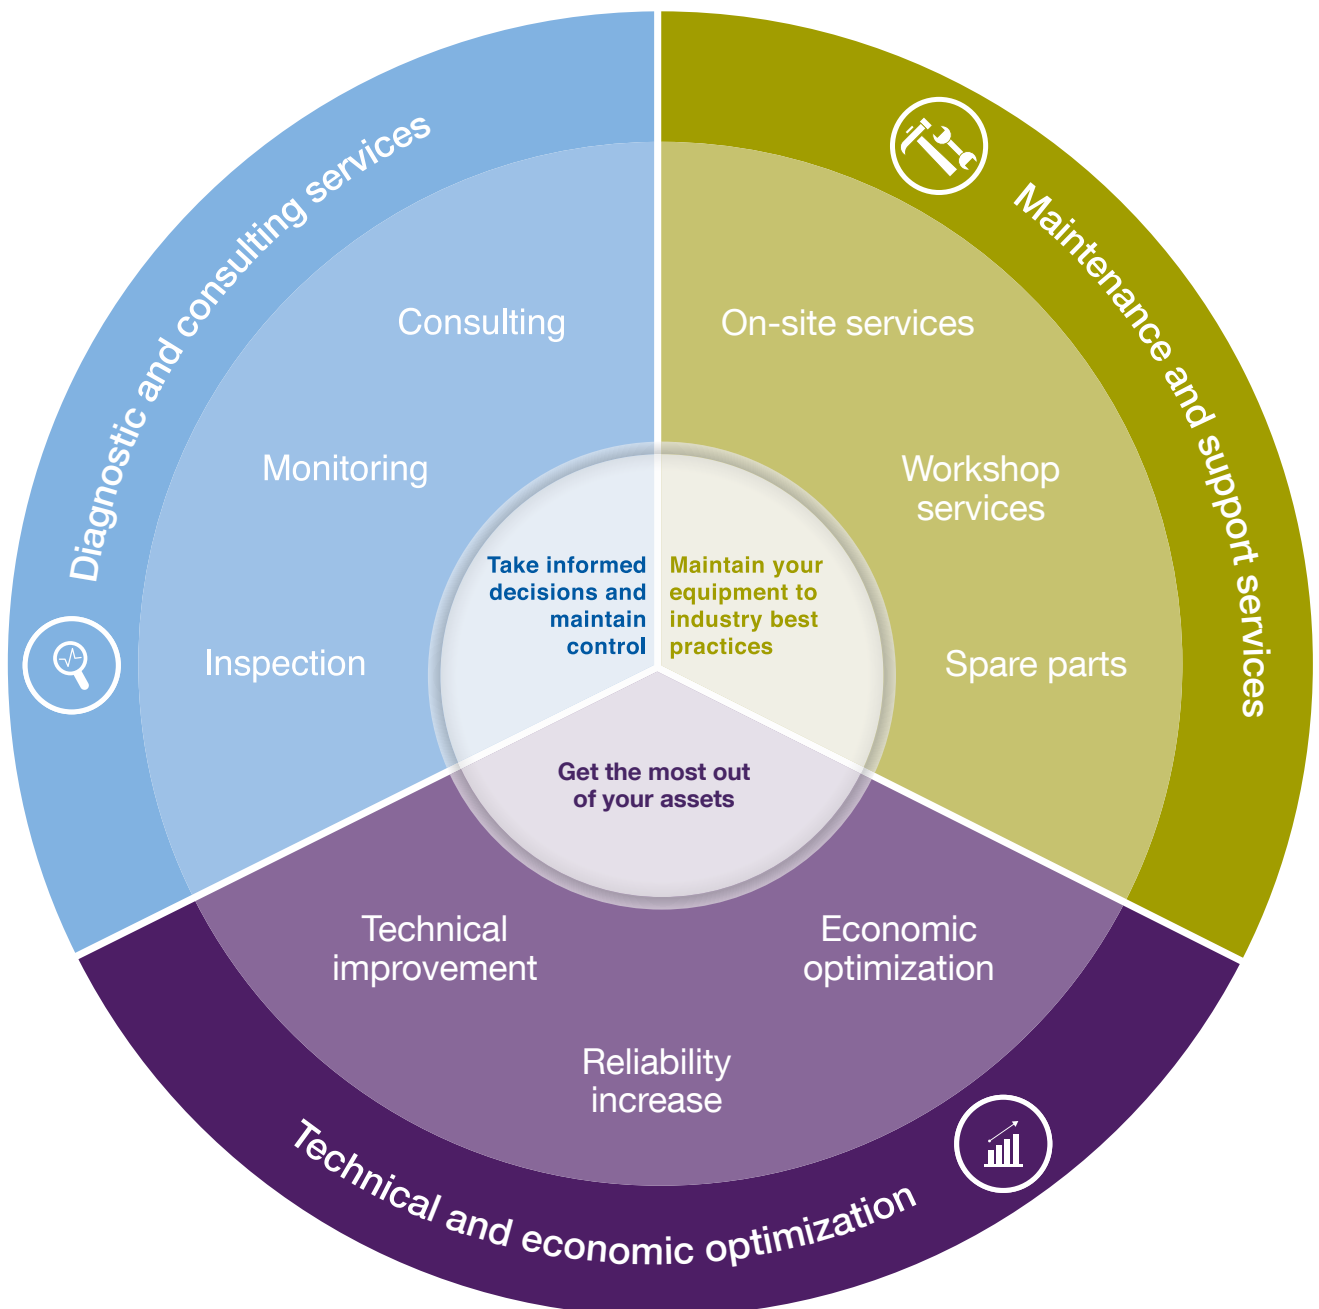 Diagnostic and consulting services
Consulting
Monitoring
Inspection
Take informed
decisions and
maintain
control
Maintenance and support services
On-site services
Workshop
services
Spare parts
Maintain your
equipment to
industry best
practices
Get the most out
of your assets
Technical
improvement
Reliability
increase
Economic
optimization
Technical and economic optimization